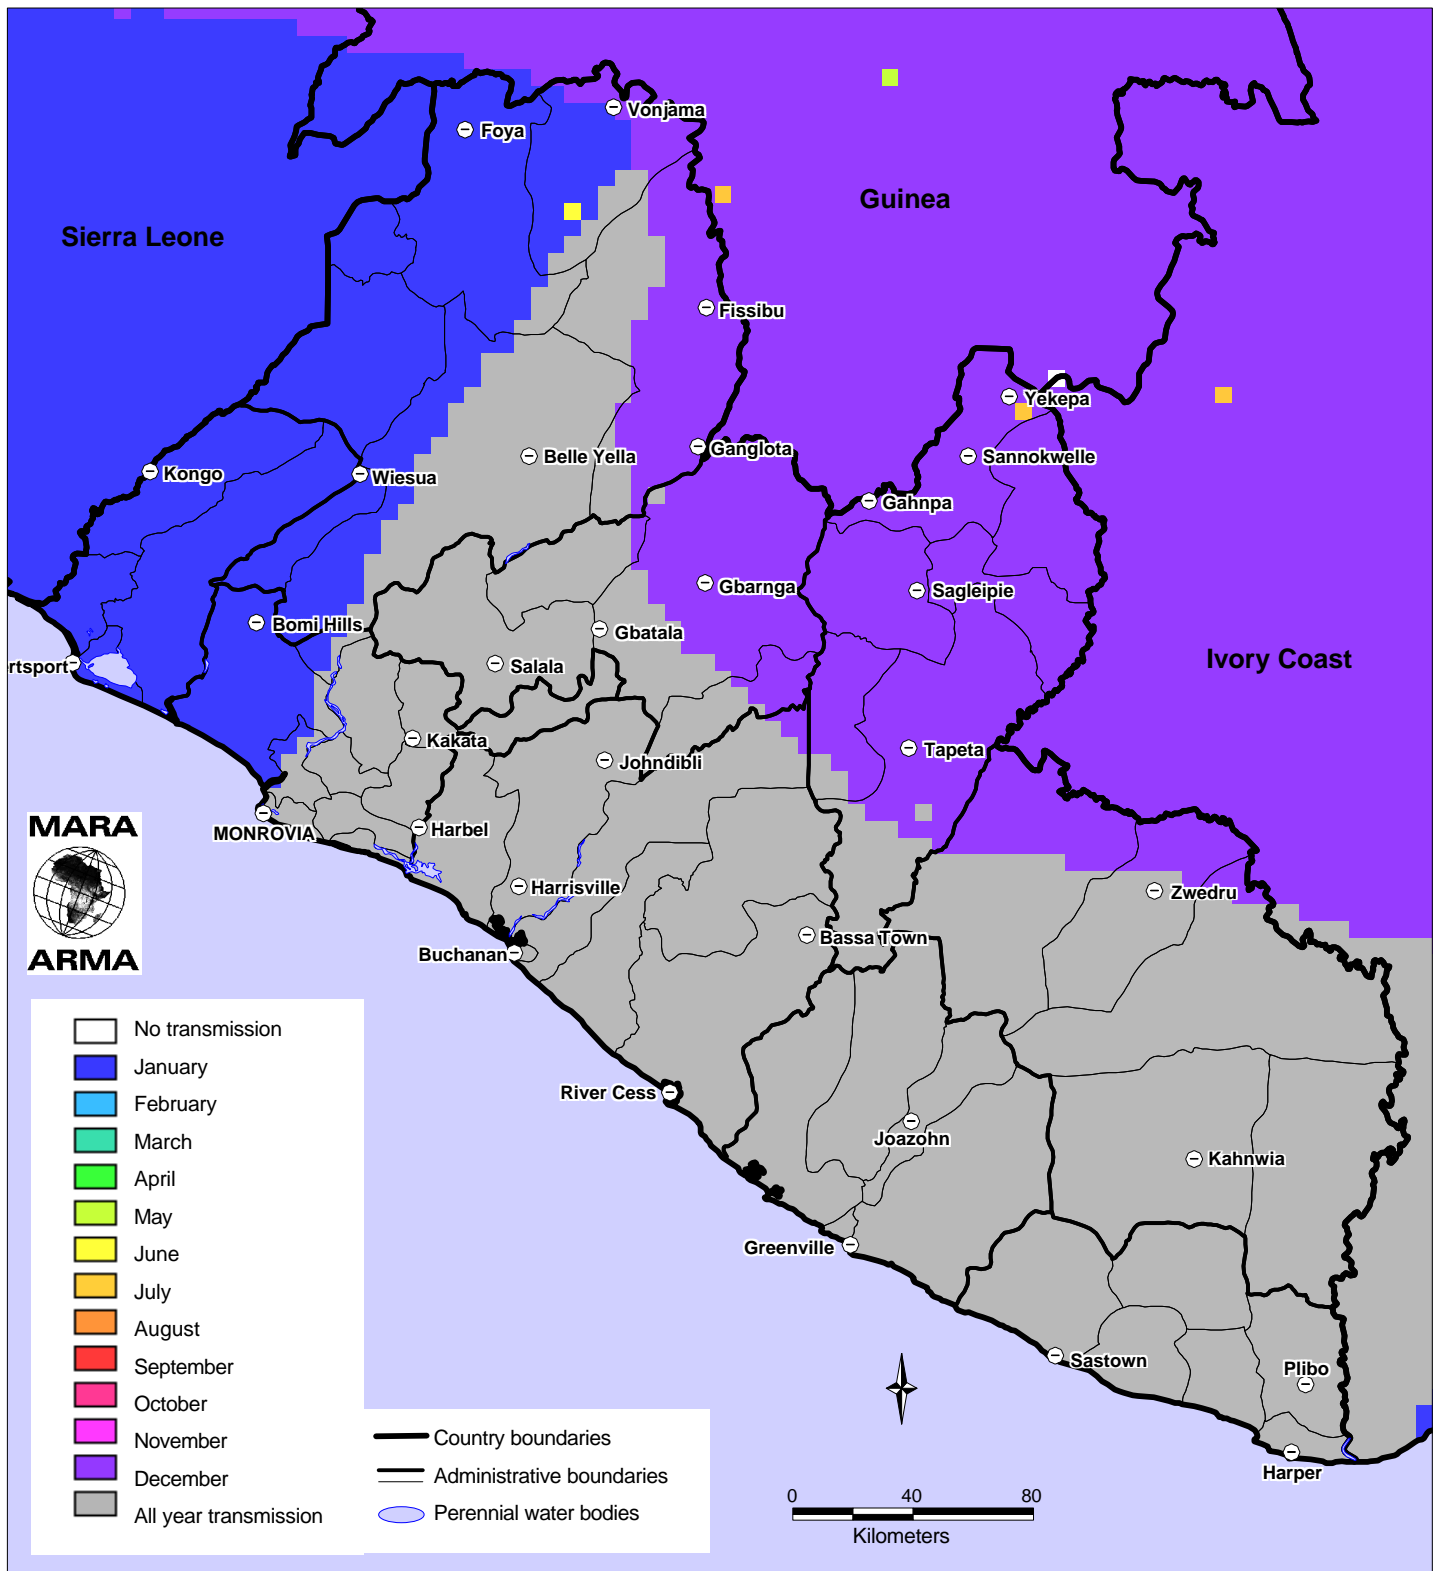 Vonjama
Foya
Guinea
Sierra Leone
Fissibu
Yekepa
Ganglota
Belle Yella
Sannokwelle
Kongo
Wiesua
Gahnpa
Gbarnga
Sagleipie
Bomi Hills
Gbatala
rtsport
Salala
Ivory Coast
Kakata
Tapeta
Johndibli
MARA
MONROVIA
Harbel
Harrisville
Zwedru
Bassa Town
ARMA
Buchanan
No transmission
January
River Cess
February
March
Joazohn
Kahnwia
April
May
Greenville
June
July
August
Sastown
September
Plibo
October
November
Country boundaries
Harper
December
Administrative boundaries
0 40 80
All year transmission
Perennial water bodies
Kilometers